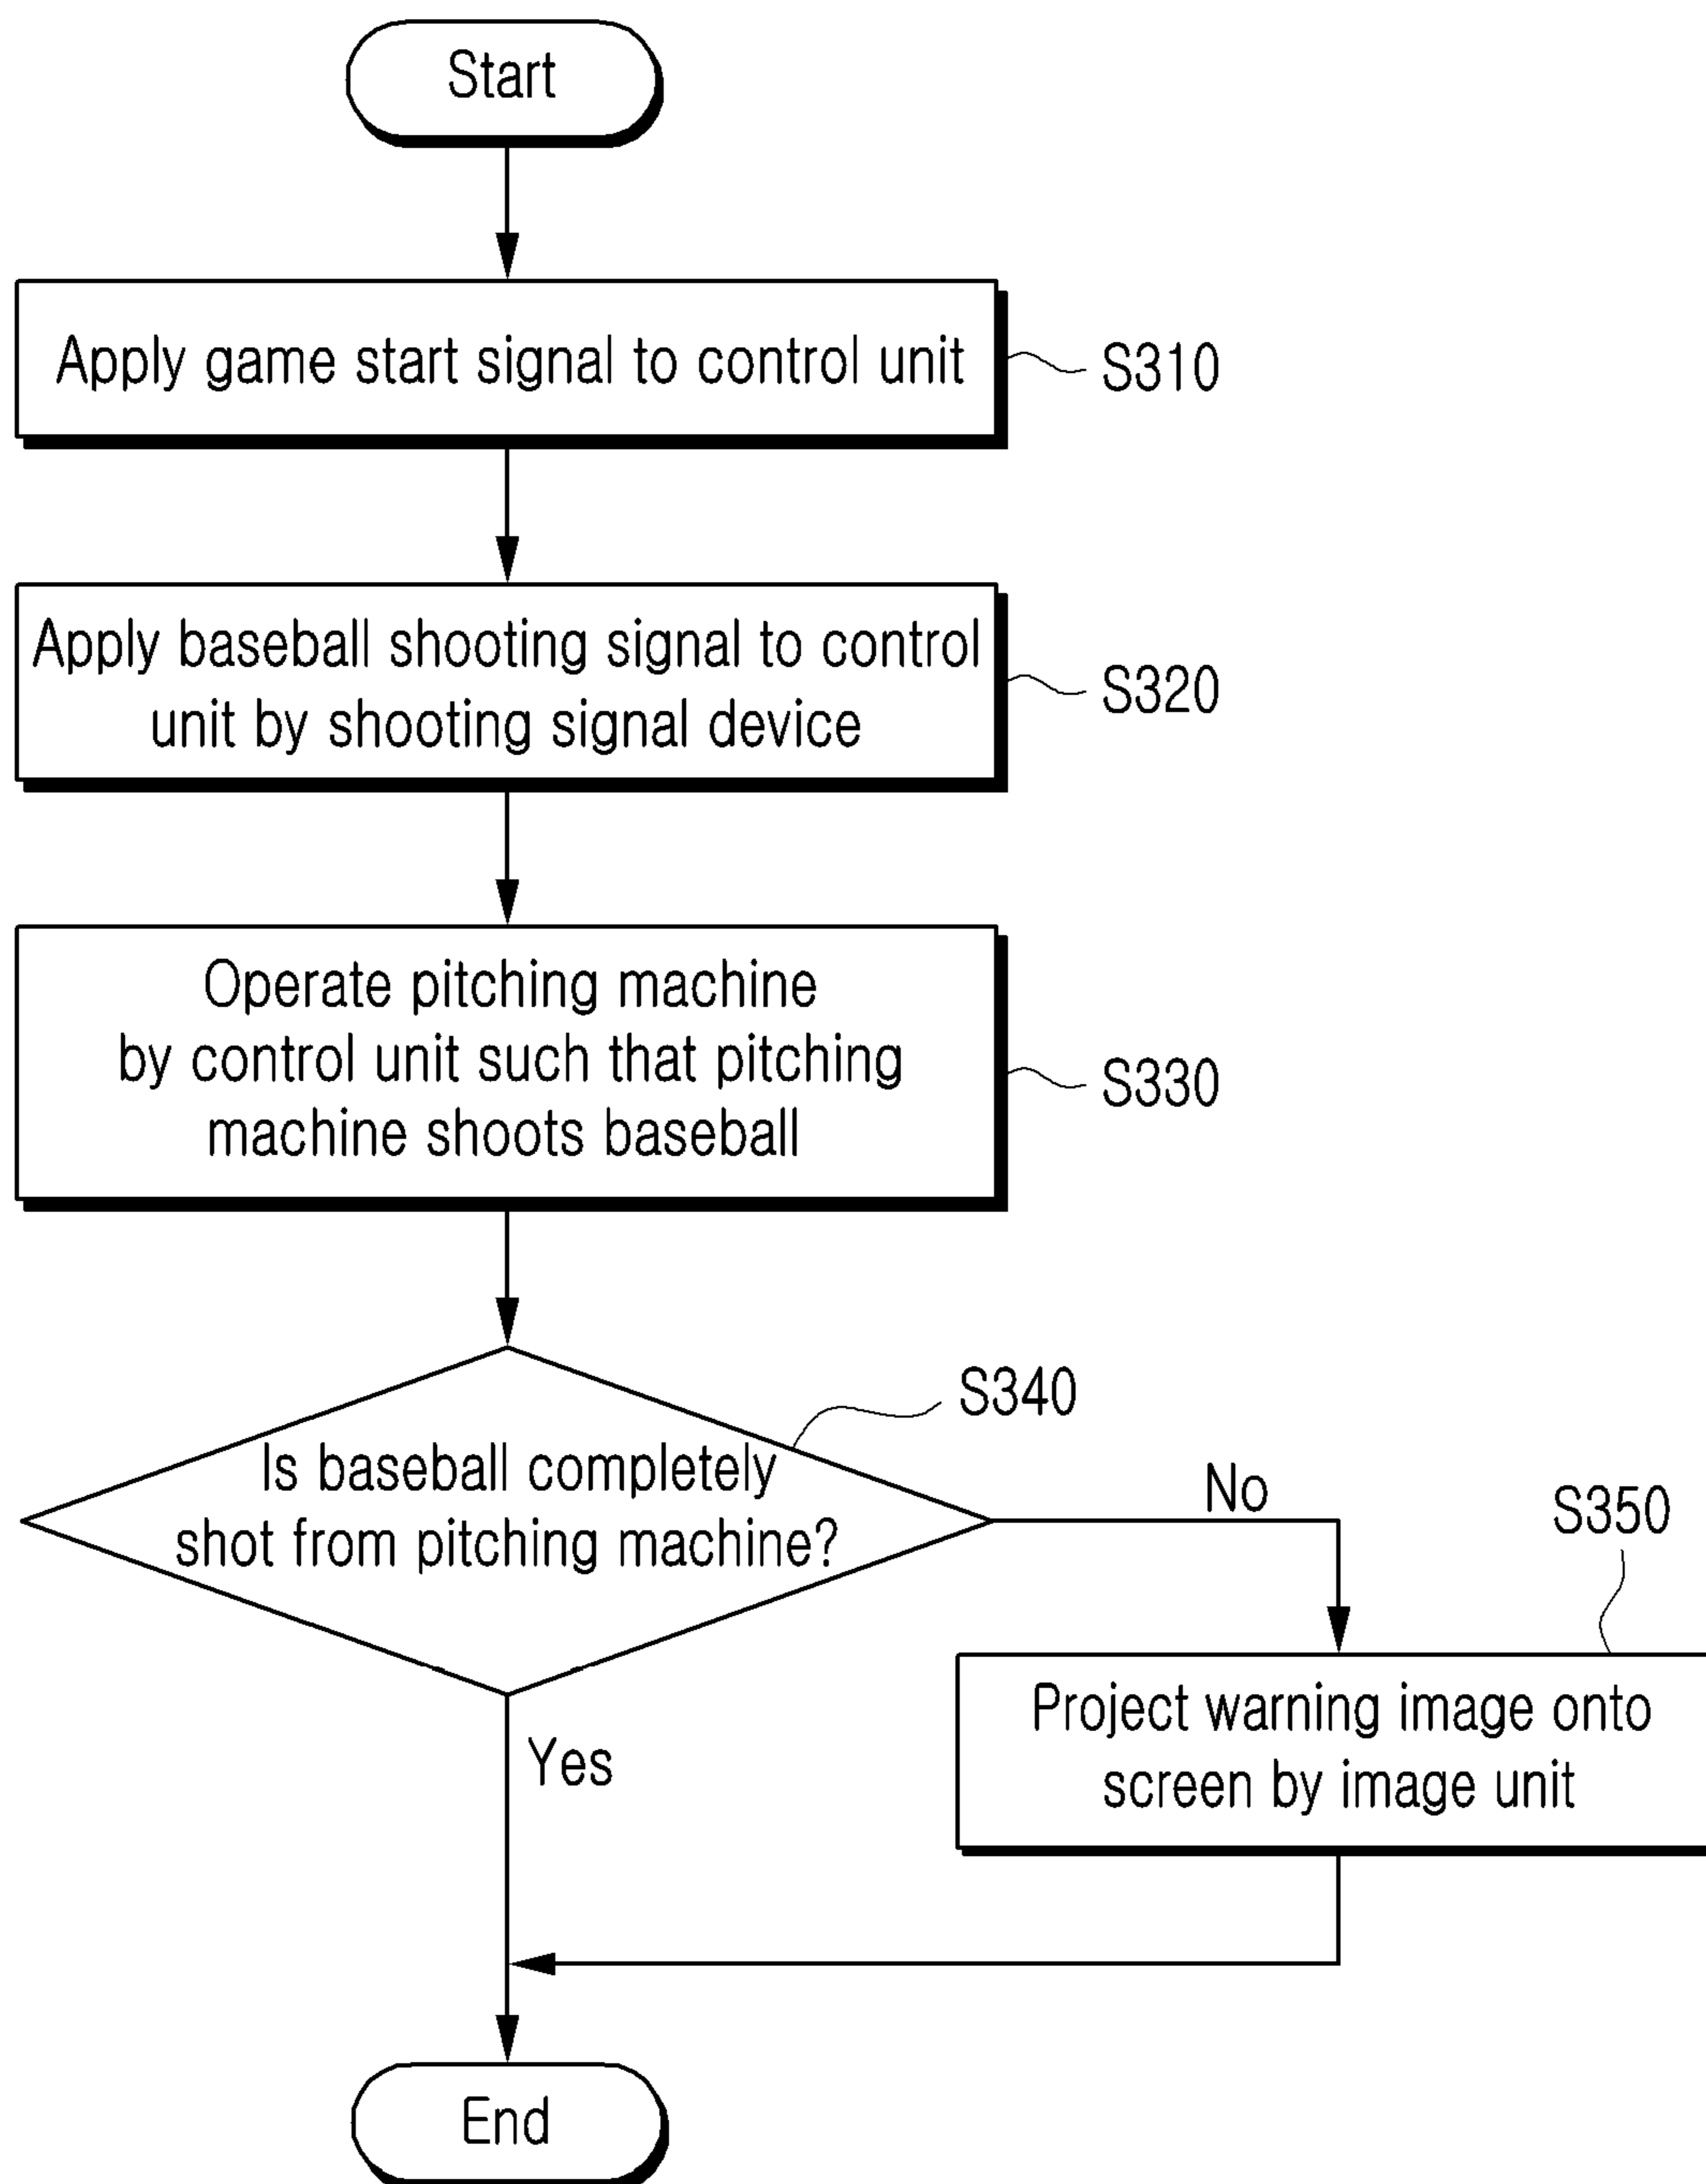 Start
Apply game start signal to control unit
S310
Apply baseball shooting signal to control
unit by shooting signal device
S320
Operate pitching machine
by control unit such that pitching
machine shoots baseball
S330
S340
Is baseball completely
shot from pitching machine?
No
S350
Project warning image onto
screen by image unit
Yes
End